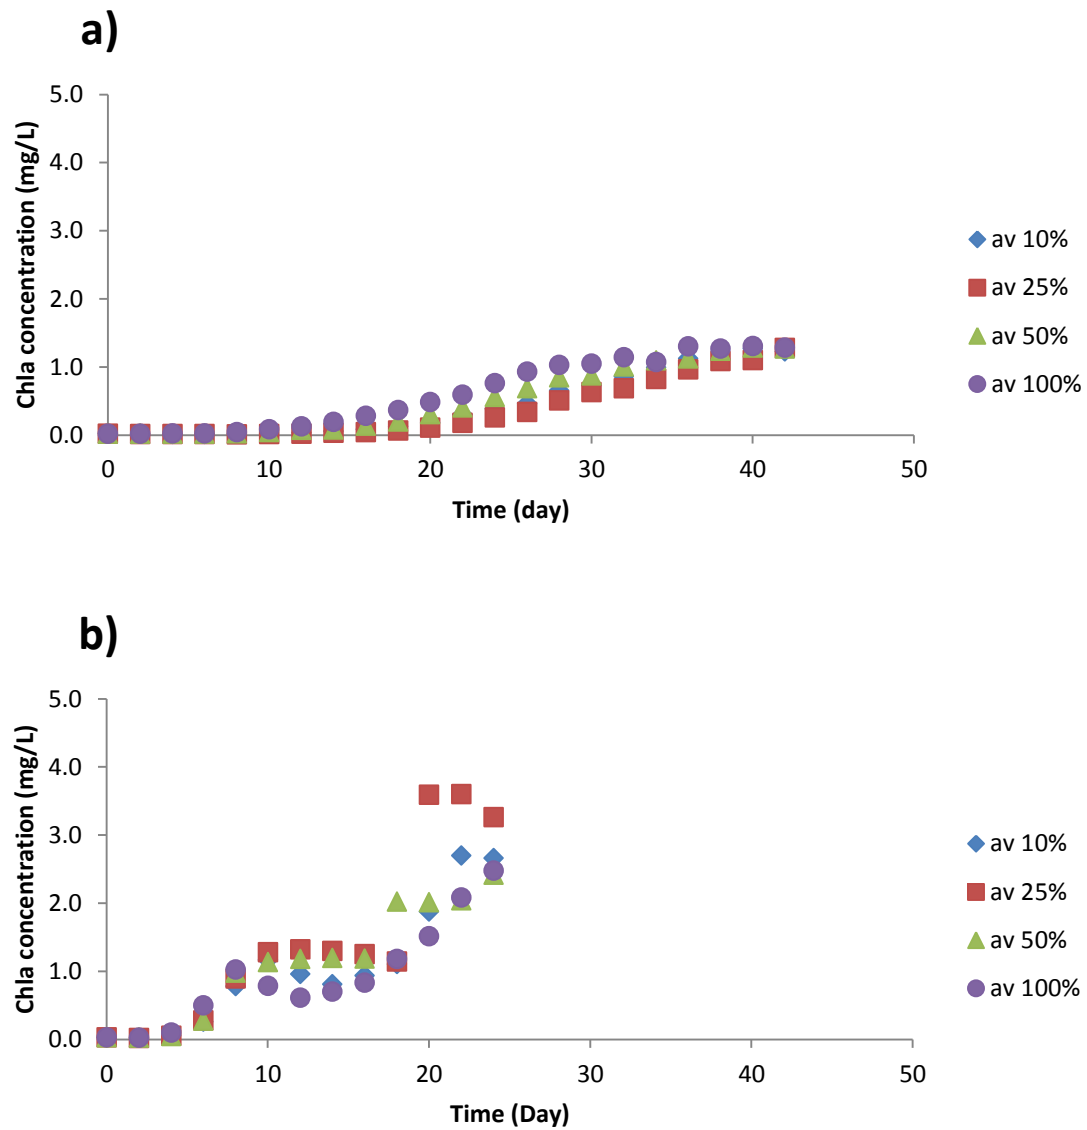 a)
5.0
4.0
3.0
2.0
1.0
0.0
0 10 20 30 40 50
Chla concentration (mg/L)
Time (day)
av 10%
av 25%
av 50%
av 100%
b)
5.0
4.0
3.0
2.0
1.0
0.0
0 10 20 30 40 50
Chla concentration (mg/L)
Time (Day)
av 10%
av 25%
av 50%
av 100%